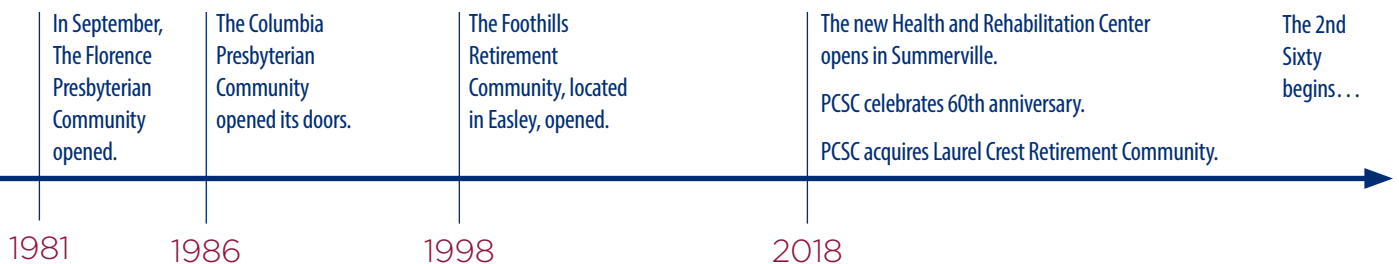 In September,
The Florence
Presbyterian
Community
opened.
The Columbia
Presbyterian
Community
opened its doors.
The Foothills
Retirement
Community, located
in Easley, opened.
The new Health and Rehabilitation Center
opens in Summerville.
PCSC celebrates 60th anniversary.
PCSC acquires Laurel Crest Retirement Community.
The 2nd
Sixty
begins…
1981
1986
1998
2018